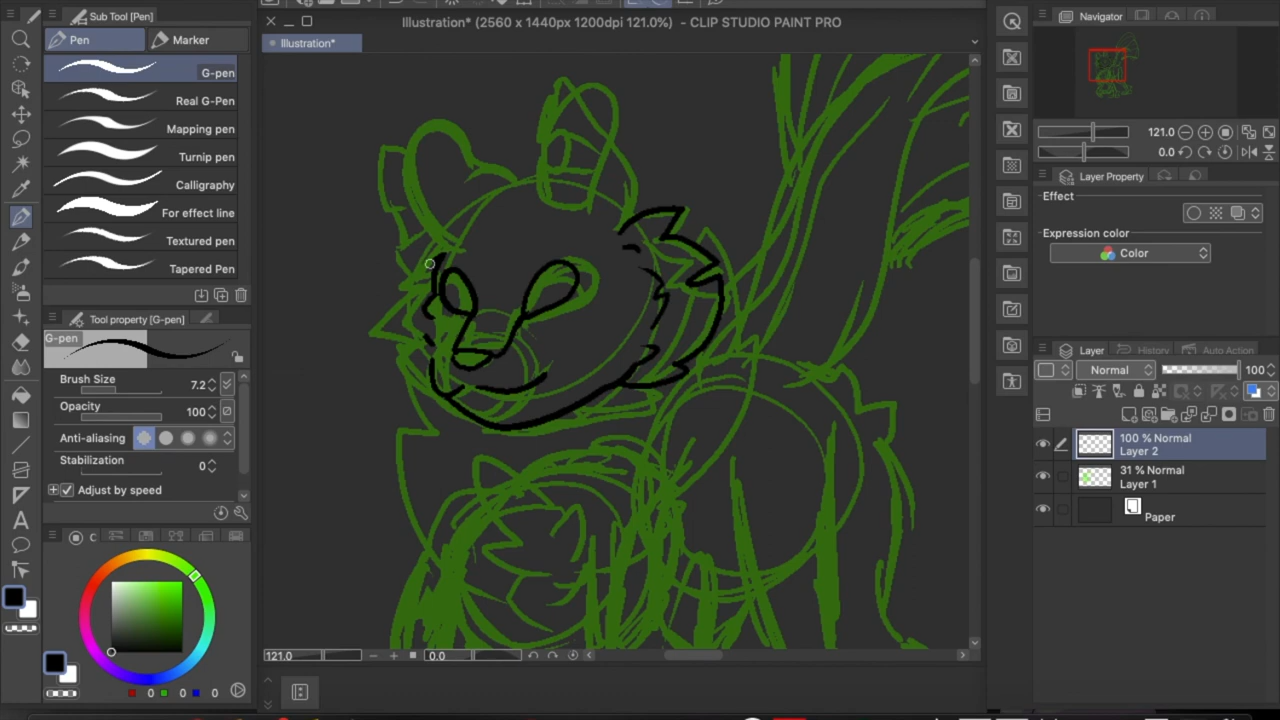 Illustration* (2560 x 1440px 1200dpi 121.0%) - CLIP STUDIO PAINT PRO
Sub Tool [Pen]
Pen
Marker
G-pen
Real G-Pen
Mapping pen
Turnip pen
Calligraphy
For effect line
Textured pen
Tapered Pen
Tool property [G-pen]
G-pen
Brush Size
7.2
Opacity
100
Anti-aliasing
Stabilization
0
Adjust by speed
C
0
0
0
Illustration*
121.0
0.0
Navigator
121.0
0.0
Layer Property
Effect
Expression color
Color
Layer
History
Auto Action
Normal
100
100 % Normal
Layer 2
31 % Normal
Layer 1
Paper